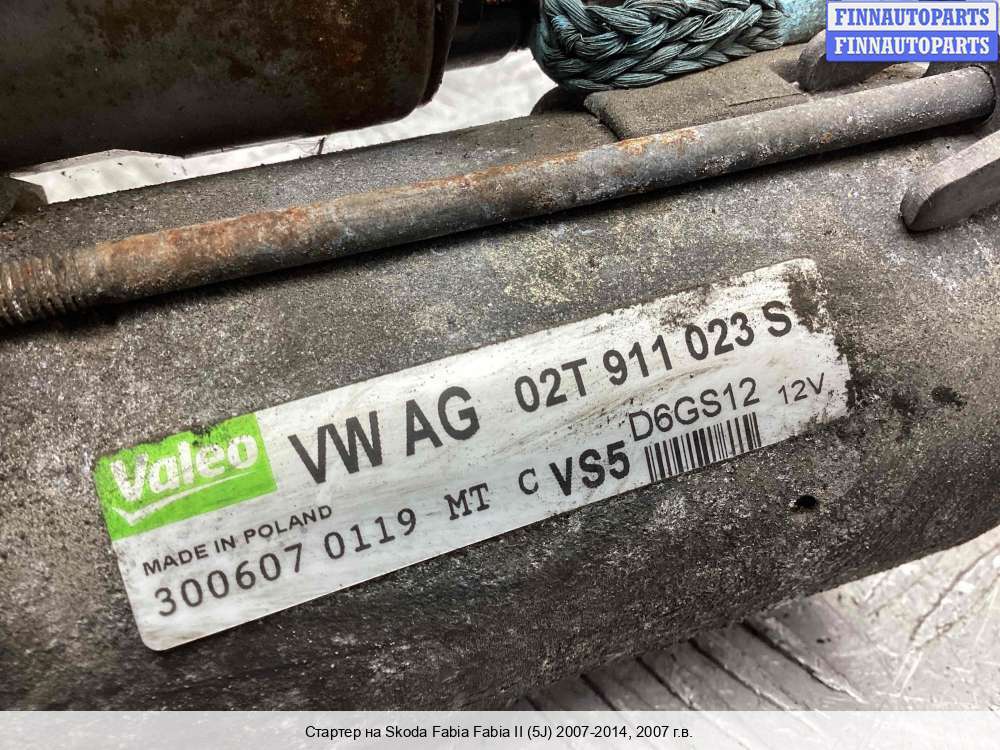 FINNAUTOPARTS
FINNAUTOPARTS
Valeo VW AG 02T 911 023 S
D6GS12 12V
MADE IN POLAND
300607 0119 MT C VS5
Стартер на Skoda Fabia Fabia II (5J) 2007-2014, 2007 г.в.